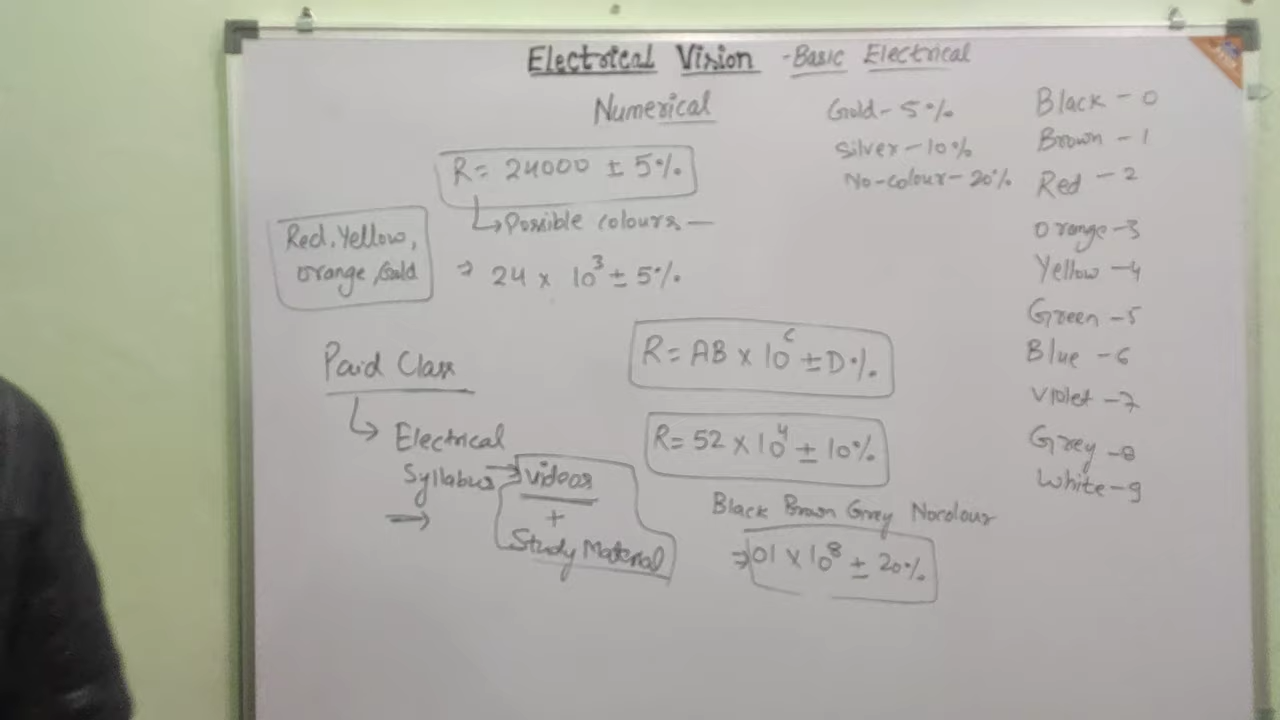 Electrical Vision - Basic Electrical
Numerical
R = 24000 ± 5%
Possible colours —
Red, Yellow,
orange, Gold
⇒ 24 × 10³ ± 5%
Gold - 5%
Silver - 10%
No-colour - 20%
Black - 0
Brown - 1
Red - 2
Orange - 3
Yellow - 4
Green - 5
Blue - 6
Violet - 7
Grey - 8
White - 9
R = AB × 10ᶜ ± D%.
R = 52 × 10⁴ ± 10%
Black Brown Grey Nocolour
⇒ 01 × 10⁸ ± 20%.
Paid Class
Electrical
Syllabus → Videos
+
Study Material